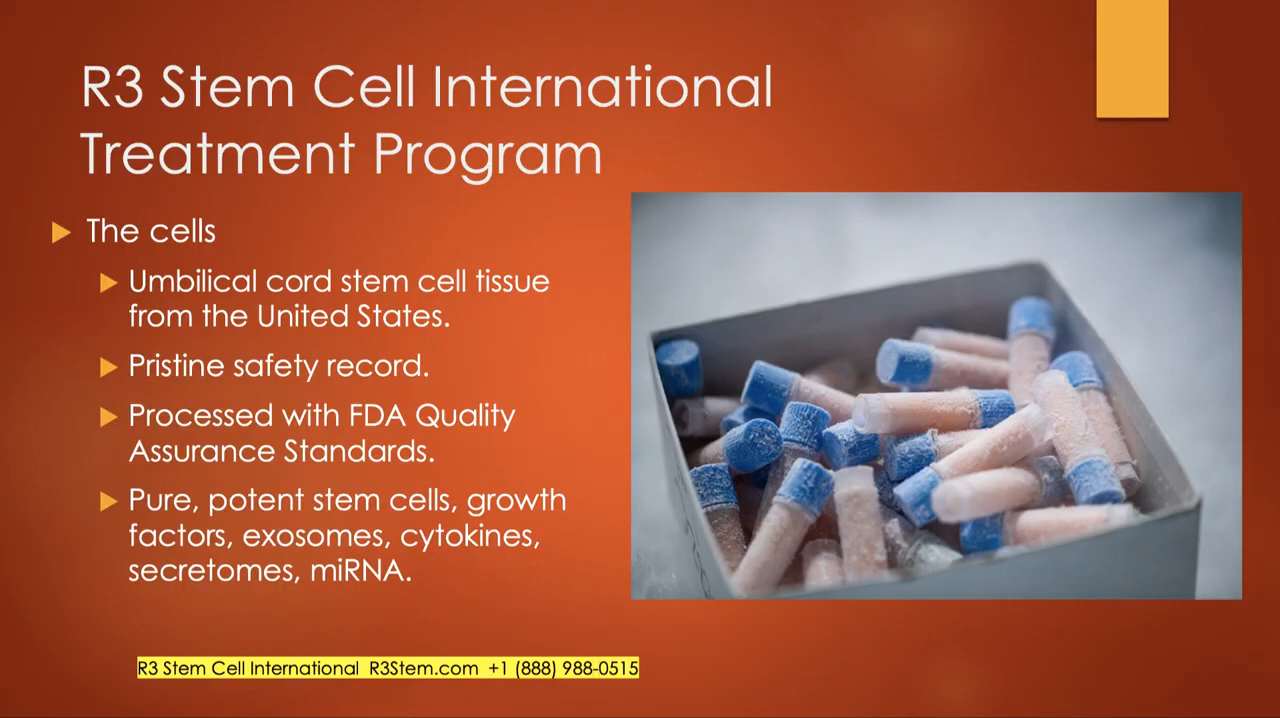 R3 Stem Cell International
Treatment Program
The cells
Umbilical cord stem cell tissue
from the United States.
Pristine safety record.
Processed with FDA Quality
Assurance Standards.
Pure, potent stem cells, growth
factors, exosomes, cytokines,
secretomes, miRNA.
R3 Stem Cell International  R3Stem.com  +1 (888) 988-0515